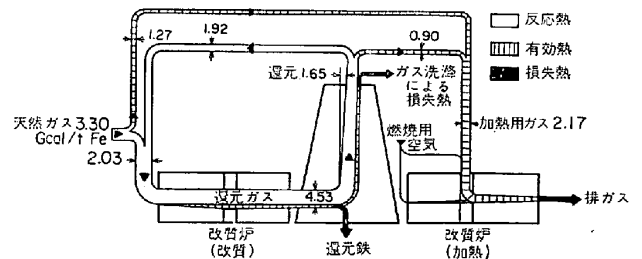 1.27
1.92
0.90
反応熱
有効熱
損失熱
還元1.65
ガス洗滌
による
損失熱
天然ガス3.30
Gcal/t Fe
2.03
燃焼用
空気
加熱用ガス2.17
還元ガス
4.53
排ガス
改質炉
(改質)
還元鉄
改質炉
(加熱)